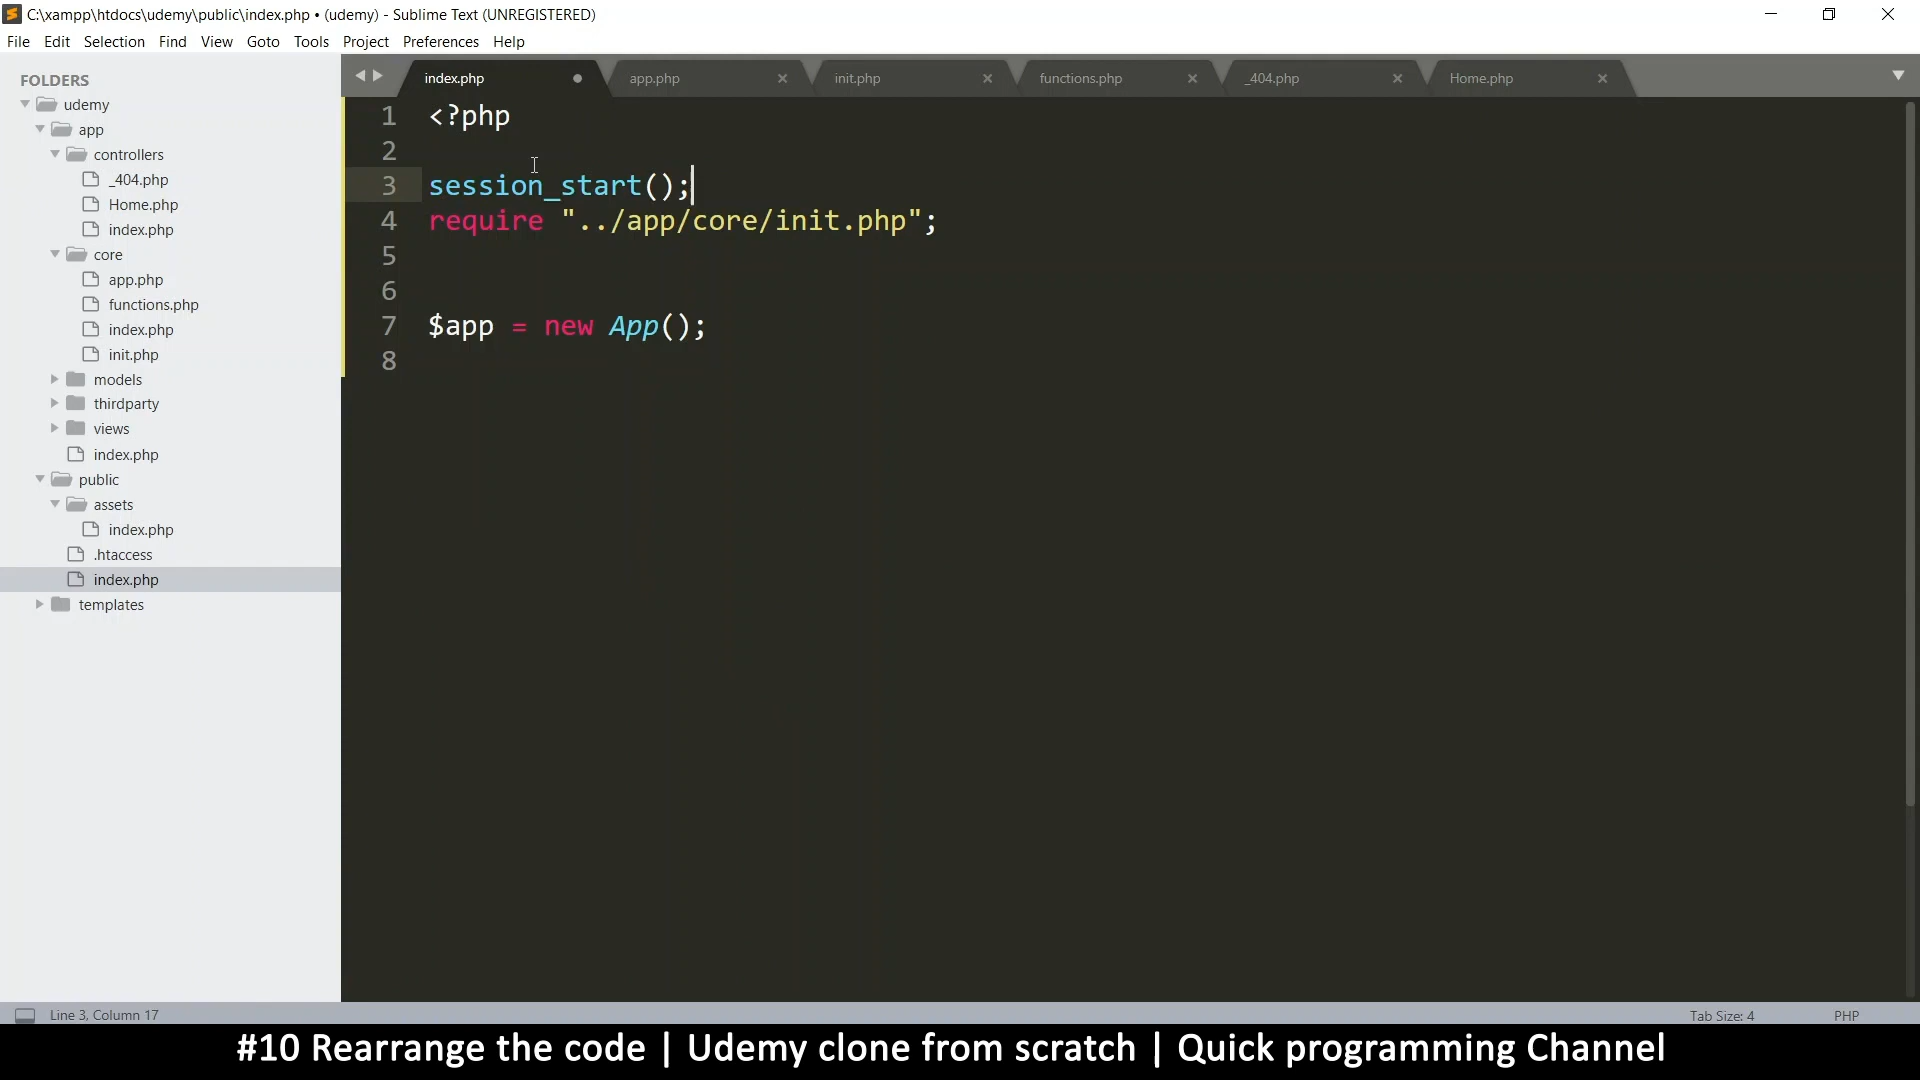 C:\xampp\htdocs\udemy\public\index.php • (udemy) - Sublime Text (UNREGISTERED)
File Edit Selection Find View Goto Tools Project Preferences Help
FOLDERS
udemy
app
controllers
_404.php
Home.php
index.php
core
app.php
functions.php
index.php
init.php
models
thirdparty
views
index.php
public
assets
index.php
.htaccess
index.php
templates
index.php app.php init.php functions.php _404.php Home.php
1 <?php
2
3 session_start();
4 require "../app/core/init.php";
5
6
7 $app = new App();
8
Line 3, Column 17 Tab Size: 4 PHP
#10 Rearrange the code | Udemy clone from scratch | Quick programming Channel